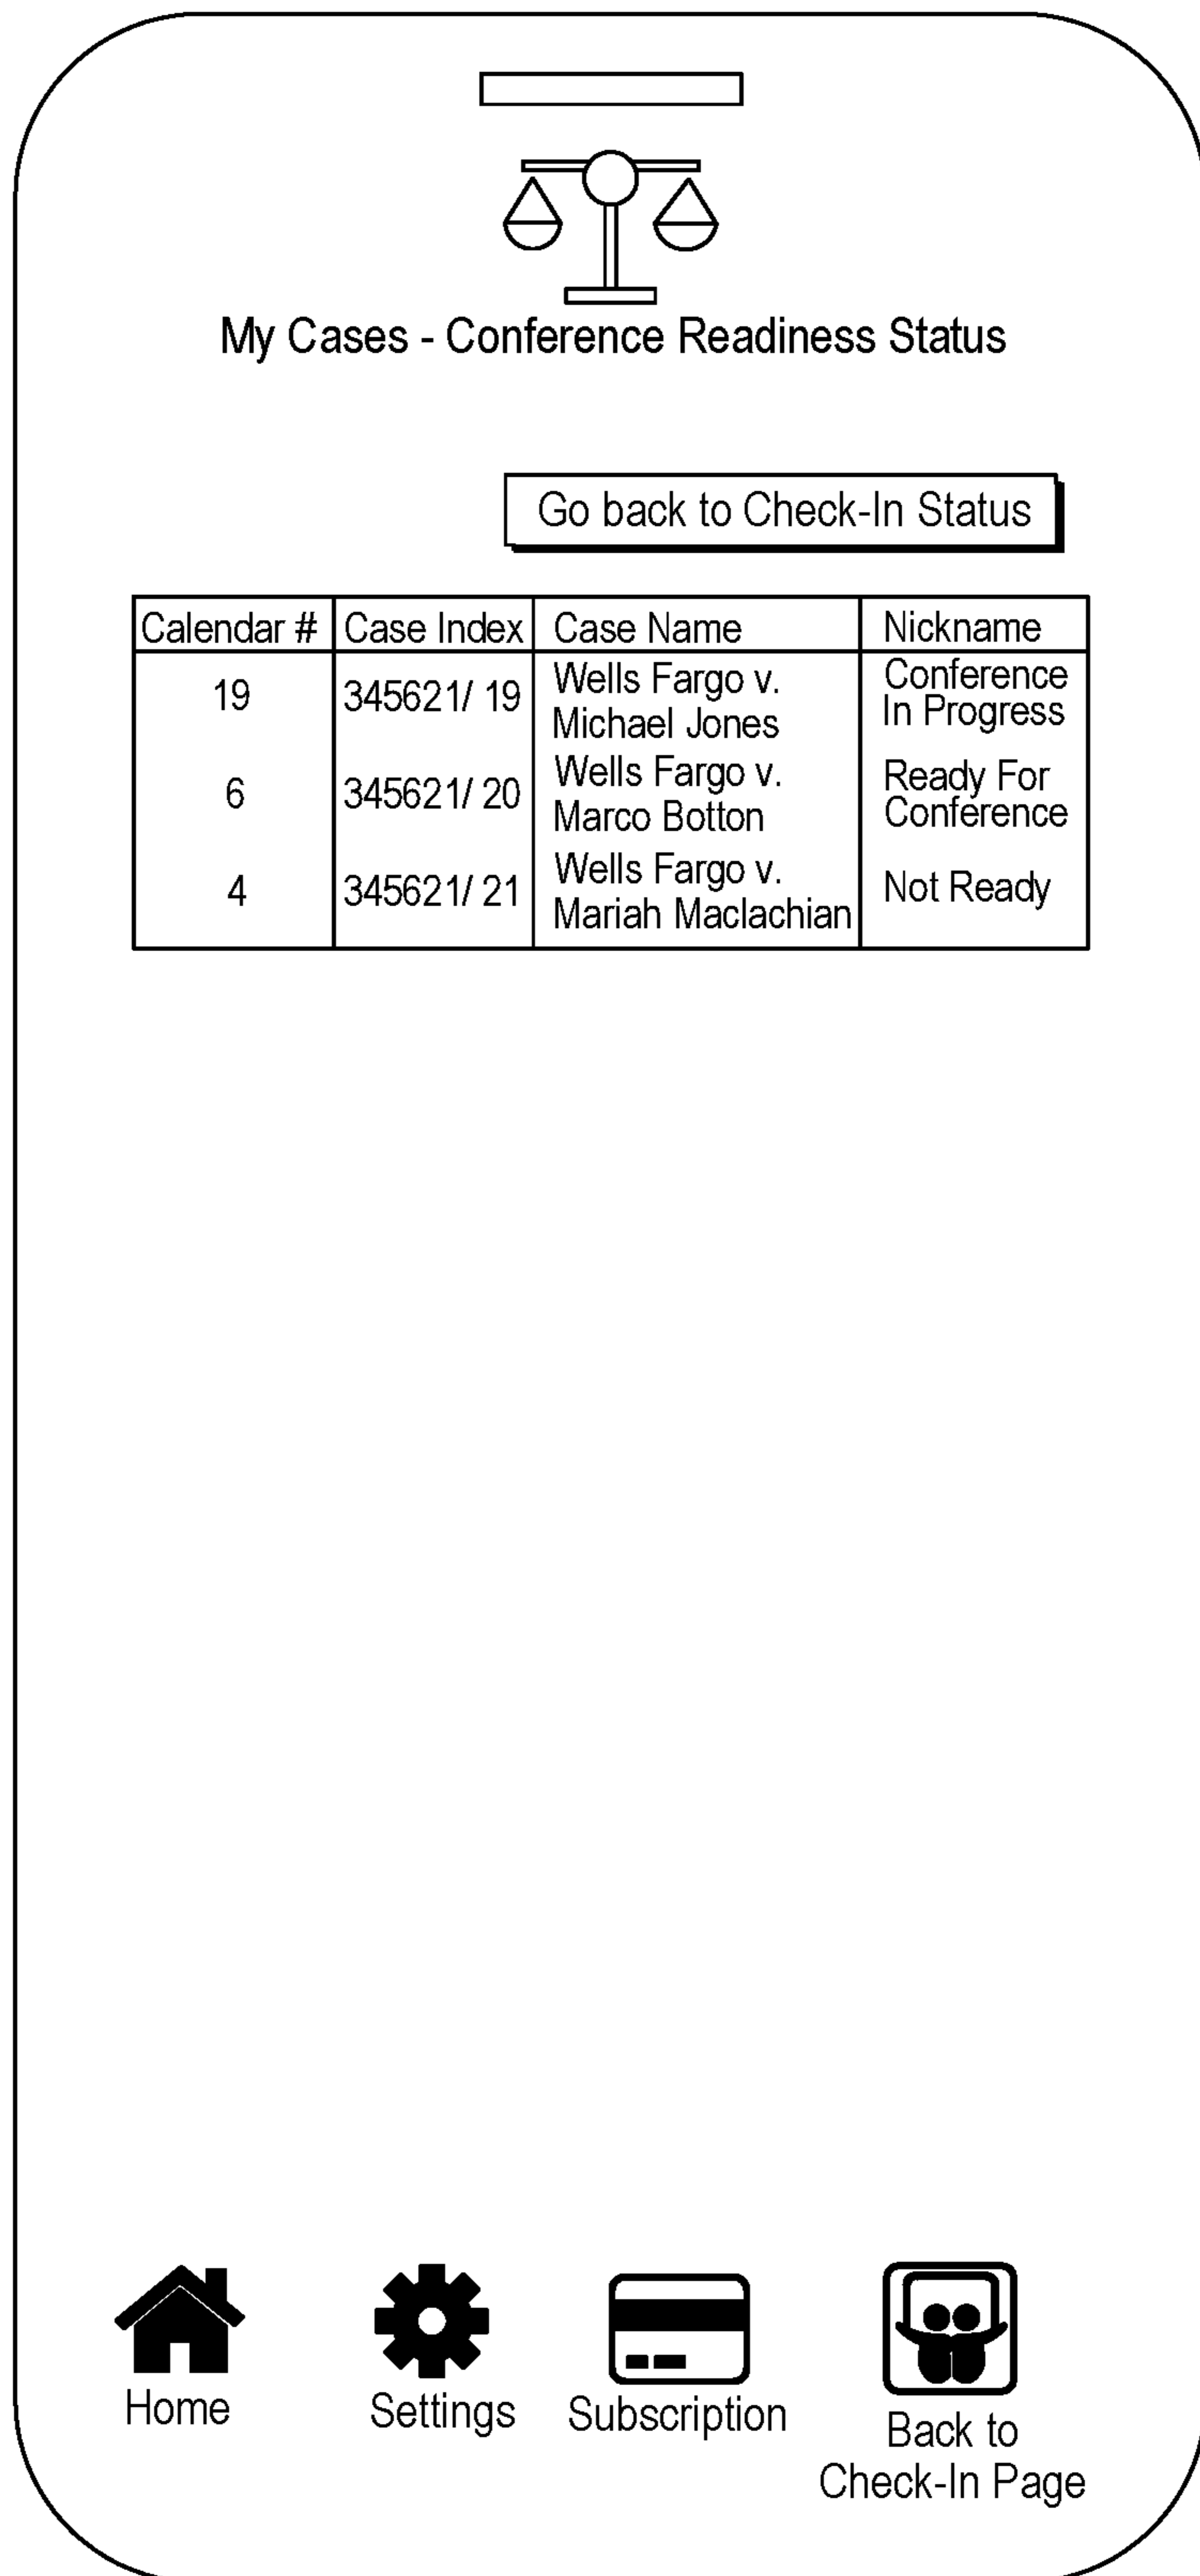 My Cases - Conference Readiness Status
Go back to Check-In Status
Calendar # Case Index Case Name Nickname
19 345621/ 19 Wells Fargo v. Michael Jones Conference In Progress
6 345621/ 20 Wells Fargo v. Marco Botton Ready For Conference
4 345621/ 21 Wells Fargo v. Mariah Maclachian Not Ready
Home
Settings
Subscription
Back to
Check-In Page